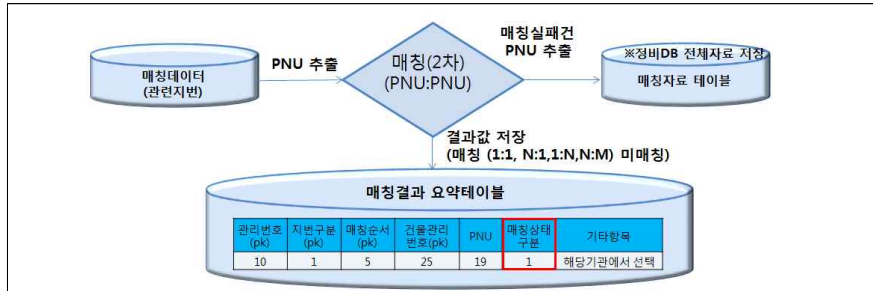 매칭데이터
(관련지번)
PNU 추출
매칭(2차)
(PNU:PNU)
매칭실패건
PNU 추출
※정비DB 전체자료 저장
매칭자료 테이블
결과값 저장
(매칭 (1:1, N:1,1:N,N:M) 미매칭)
매칭결과 요약테이블
관리번호 (pk) 지번구분 (pk) 매칭순서 (pk) 건물관리 번호(pk) PNU 매칭상태 구분 기타항목
10 1 5 25 19 1 해당기관에서 선택